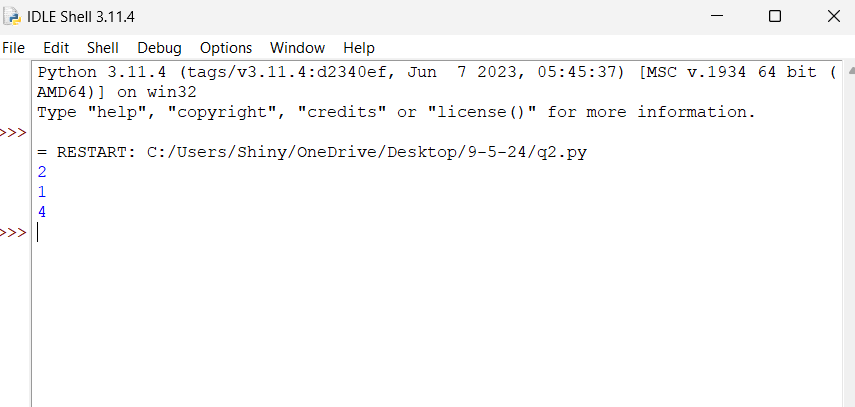 IDLE Shell 3.11.4
File Edit Shell Debug Options Window Help
Python 3.11.4 (tags/v3.11.4:d2340ef, Jun  7 2023, 05:45:37) [MSC v.1934 64 bit (
AMD64)] on win32
Type "help", "copyright", "credits" or "license()" for more information.
>>>
= RESTART: C:/Users/Shiny/OneDrive/Desktop/9-5-24/q2.py
2
1
4
>>>